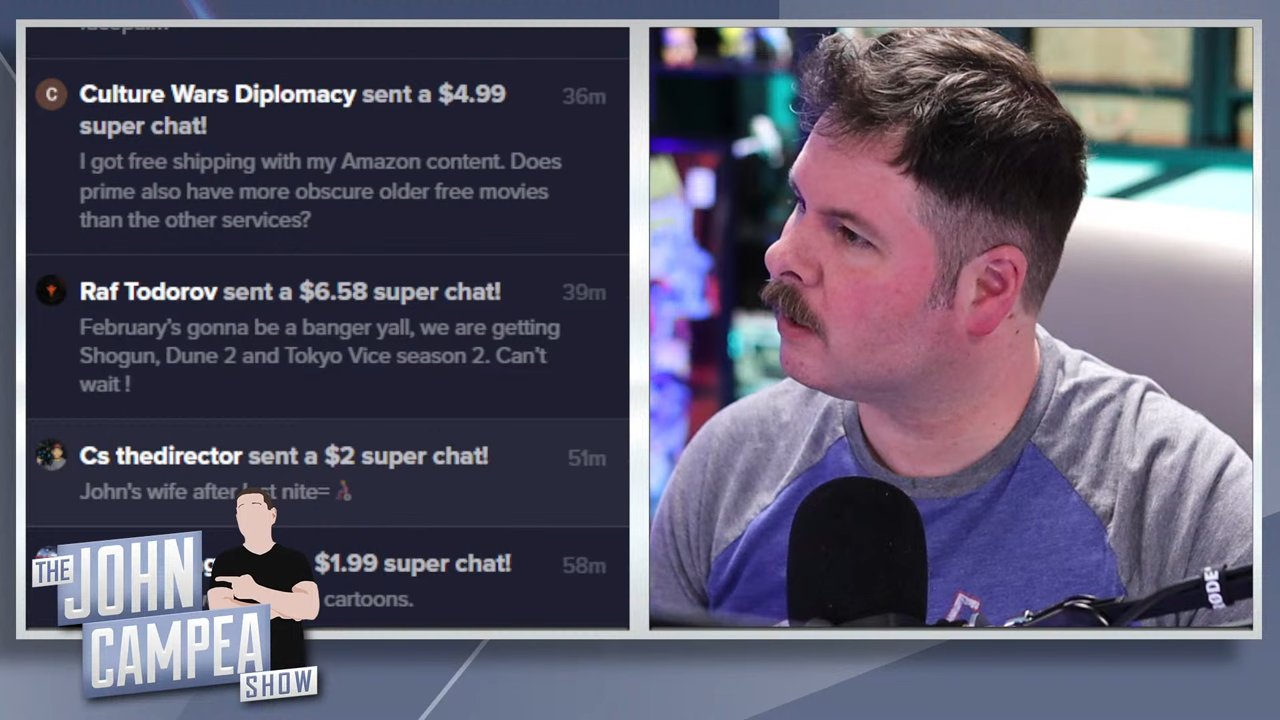 C
Culture Wars Diplomacy sent a $4.99
super chat!
36m
I got free shipping with my Amazon content. Does
prime also have more obscure older free movies
than the other services?
Raf Todorov sent a $6.58 super chat!
39m
February's gonna be a banger yall, we are getting
Shogun, Dune 2 and Tokyo Vice season 2. Can't
wait !
Cs thedirector sent a $2 super chat!
51m
John's wife after nite=
$1.99 super chat!
58m
cartoons.
THE
JOHN
CAMPEA
SHOW
RØDE